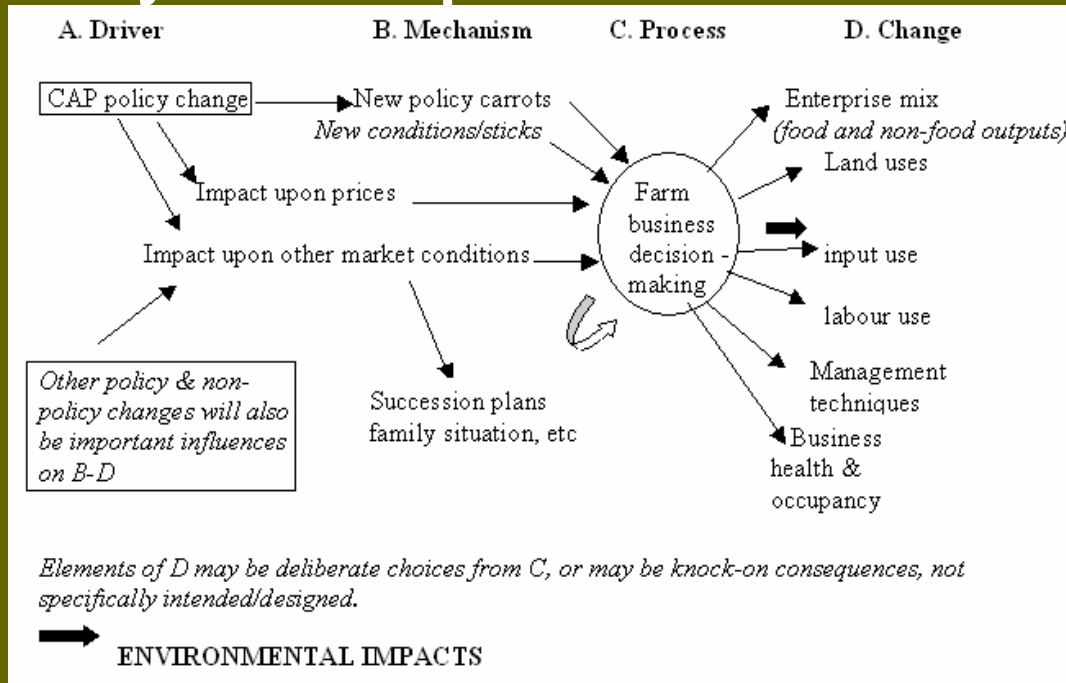 A. Driver
B. Mechanism
C. Process
D. Change
CAP policy change
New policy carrots
New conditions/sticks
Impact upon prices
Impact upon other market conditions
Other policy & non-
policy changes will also
be important influences
on B-D
Succession plans
family situation, etc
Farm
business
decision -
making
Enterprise mix
(food and non-food outputs)
Land uses
input use
labour use
Management
techniques
Business
health &
occupancy
Elements of D may be deliberate choices from C, or may be knock-on consequences, not
specifically intended/designed.
ENVIRONMENTAL IMPACTS